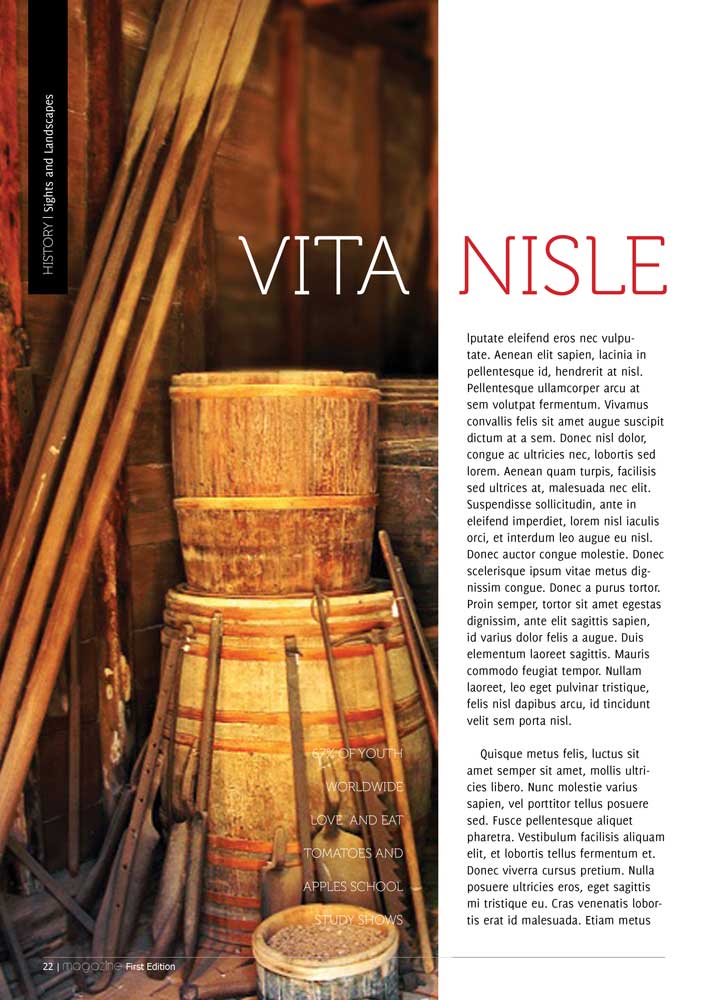 HISTORY | Sights and Landscapes
VITA NISLE
lputate eleifend eros nec vulpu-
tate. Aenean elit sapien, lacinia in
pellentesque id, hendrerit at nisl.
Pellentesque ullamcorper arcu at
sem volutpat fermentum. Vivamus
convallis felis sit amet augue suscipit
dictum at a sem. Donec nisl dolor,
congue ac ultricies nec, lobortis sed
lorem. Aenean quam turpis, facilisis
sed ultrices at, malesuada nec elit.
Suspendisse sollicitudin, ante in
eleifend imperdiet, lorem nisl iaculis
orci, et interdum leo augue eu nisl.
Donec auctor congue molestie. Donec
scelerisque ipsum vitae metus dig-
nissim congue. Donec a purus tortor.
Proin semper, tortor sit amet egestas
dignissim, ante elit sagittis sapien,
id varius dolor felis a augue. Duis
elementum laoreet sagittis. Mauris
commodo feugiat tempor. Nullam
laoreet, leo eget pulvinar tristique,
felis nisl dapibus arcu, id tincidunt
velit sem porta nisl.
Quisque metus felis, luctus sit
amet semper sit amet, mollis ultri-
cies libero. Nunc molestie varius
sapien, vel porttitor tellus posuere
sed. Fusce pellentesque aliquet
pharetra. Vestibulum facilisis aliquam
elit, et lobortis tellus fermentum et.
Donec viverra cursus pretium. Nulla
posuere ultricies eros, eget sagittis
mi tristique eu. Cras venenatis lobor-
tis erat id malesuada. Etiam metus
67% OF YOUTH
WORLDWIDE
LOVE AND EAT
TOMATOES AND
APPLES SCHOOL
STUDY SHOWS
22 | magazine First Edition